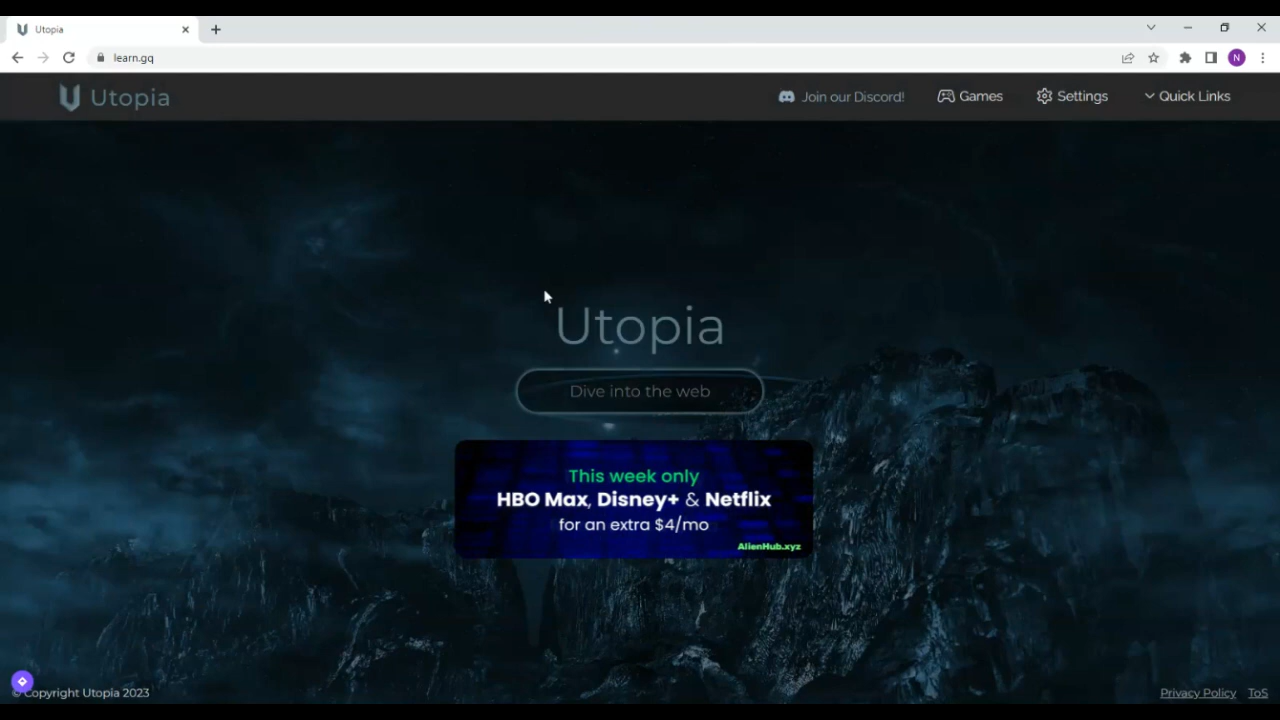 Utopia
learn.gq
N
Utopia
Join our Discord!
Games
Settings
Quick Links
Utopia
Dive into the web
This week only
HBO Max, Disney+ & Netflix
for an extra $4/mo
AlienHub.xyz
© Copyright Utopia 2023
Privacy Policy
ToS